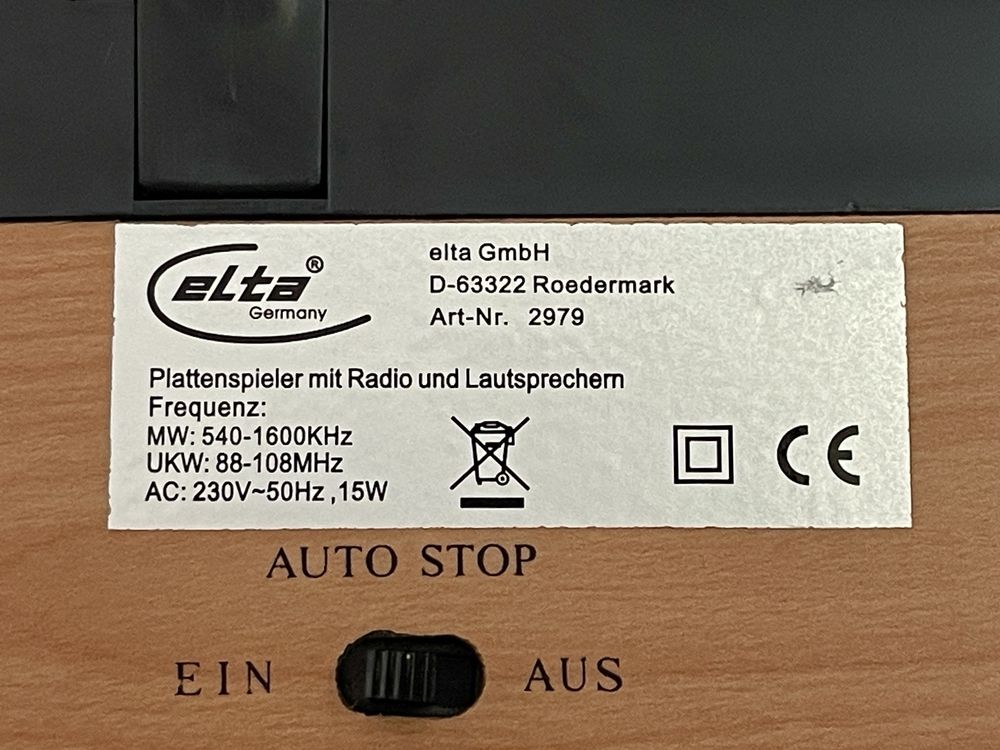 elta®
Germany
elta GmbH
D-63322 Roedermark
Art-Nr. 2979
Plattenspieler mit Radio und Lautsprechern
Frequenz:
MW: 540-1600KHz
UKW: 88-108MHz
AC: 230V~50Hz ,15W
CE
AUTO STOP
EIN
AUS